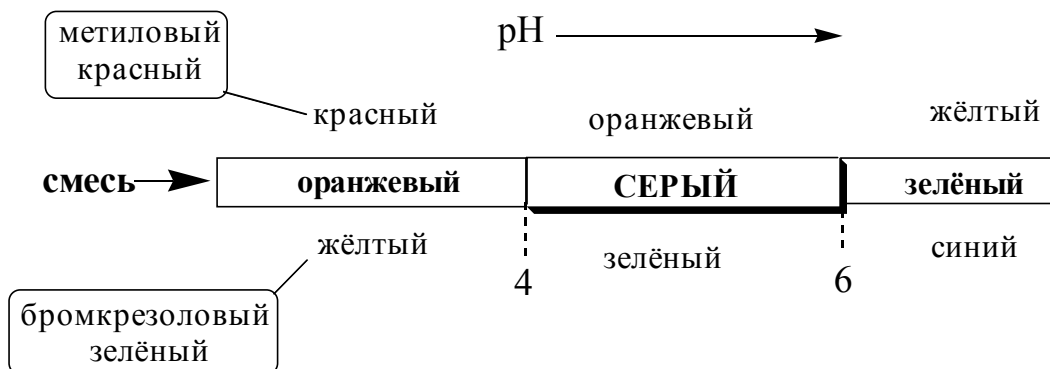 метиловый
красный
pH
красный
оранжевый
жёлтый
смесь
оранжевый
СЕРЫЙ
зелёный
жёлтый
зелёный
синий
4
6
бромкрезоловый
зелёный